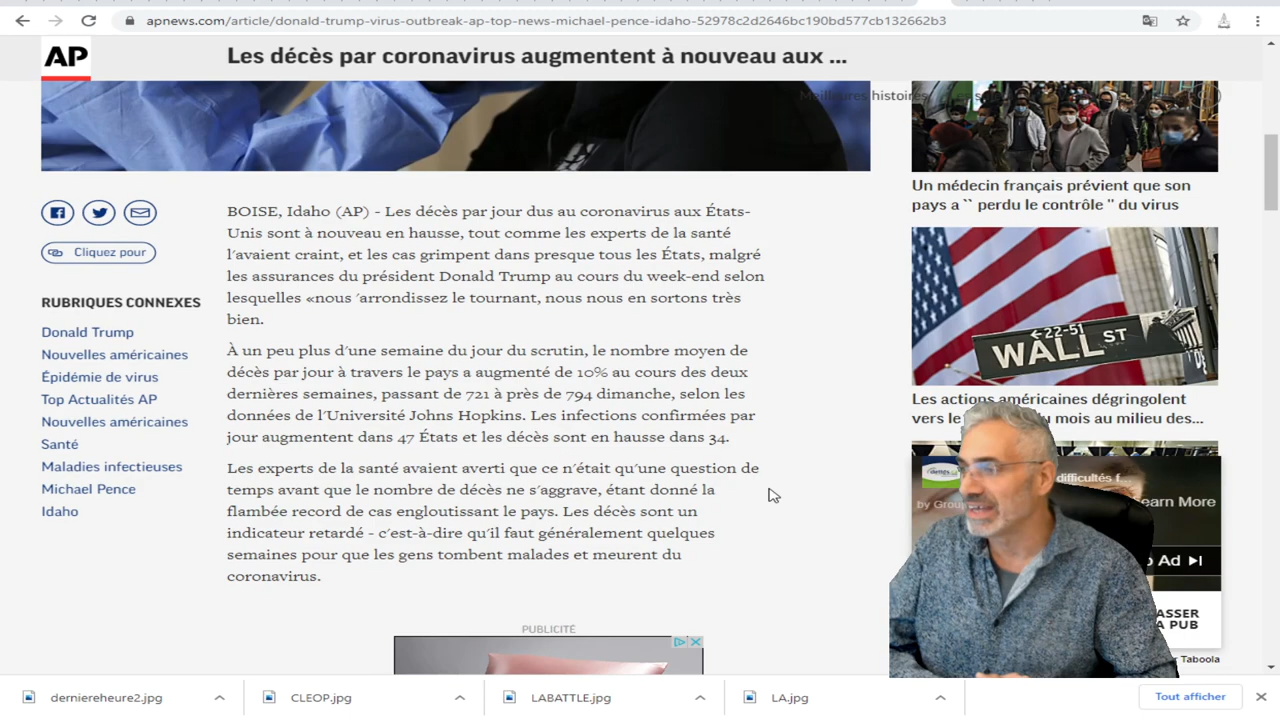 apnews.com/article/donald-trump-virus-outbreak-ap-top-news-michael-pence-idaho-52978c2d2646bc190bd577cb132662b3
AP
Les décès par coronavirus augmentent à nouveau aux ...
Cliquez pour
RUBRIQUES CONNEXES
Donald Trump
Nouvelles américaines
Épidémie de virus
Top Actualités AP
Nouvelles américaines
Santé
Maladies infectieuses
Michael Pence
Idaho
BOISE, Idaho (AP) - Les décès par jour dus au coronavirus aux États-
Unis sont à nouveau en hausse, tout comme les experts de la santé
l'avaient craint, et les cas grimpent dans presque tous les États, malgré
les assurances du président Donald Trump au cours du week-end selon
lesquelles «nous 'arrondissez le tournant, nous nous en sortons très
bien.
À un peu plus d'une semaine du jour du scrutin, le nombre moyen de
décès par jour à travers le pays a augmenté de 10% au cours des deux
dernières semaines, passant de 721 à près de 794 dimanche, selon les
données de l'Université Johns Hopkins. Les infections confirmées par
jour augmentent dans 47 États et les décès sont en hausse dans 34.
Les experts de la santé avaient averti que ce n'était qu'une question de
temps avant que le nombre de décès ne s'aggrave, étant donné la
flambée record de cas engloutissant le pays. Les décès sont un
indicateur retardé - c'est-à-dire qu'il faut généralement quelques
semaines pour que les gens tombent malades et meurent du
coronavirus.
PUBLICITÉ
Meilleures histoires
Un médecin français prévient que son
pays a `` perdu le contrôle '' du virus
22-51
WALL ST
Les actions américaines dégringolent
vers le du mois au milieu des...
difficultés f...
by Group
earn More
Ad
ASSER
A PUB
Taboola
derniereheure2.jpg
CLEOP.jpg
LABATTLE.jpg
LA.jpg
Tout afficher